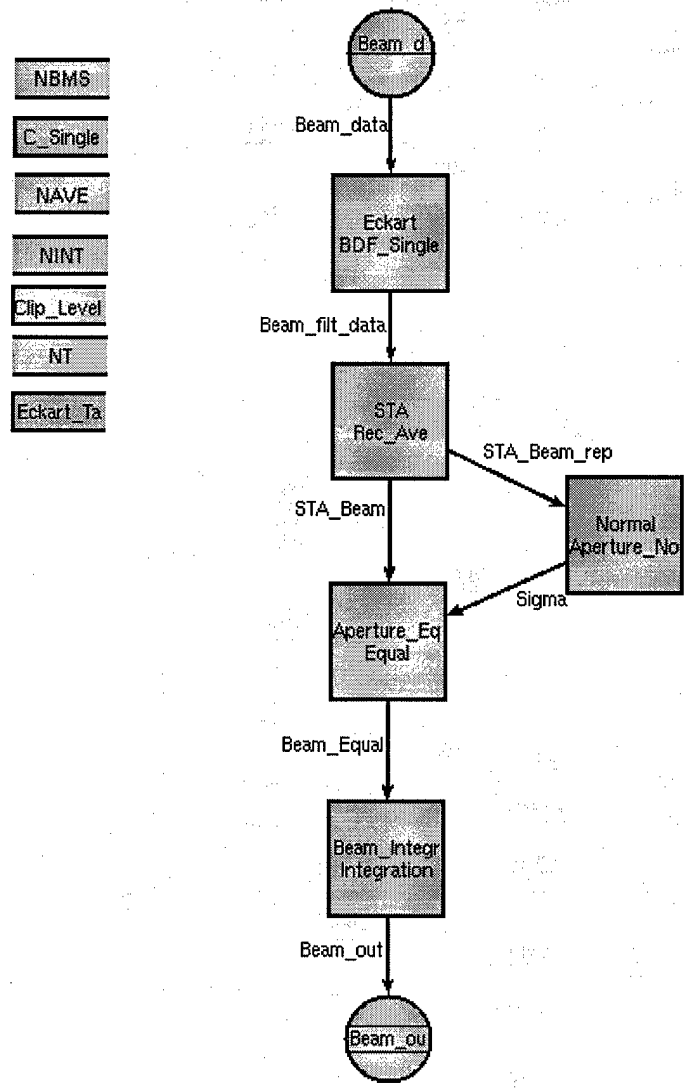 Beam_d
NBMS
C_Single
NAVE
NINT
Clip_Level
NT
Eckart_Ta
Beam_data
Eckart
BDF_Single
Beam_filt_data
STA
Rec_Ave
STA_Beam_rep
STA_Beam
Normal
Aperture_No
Sigma
Aperture_Eq
Equal
Beam_Equal
Beam_Integr
Integration
Beam_out
Beam_ou